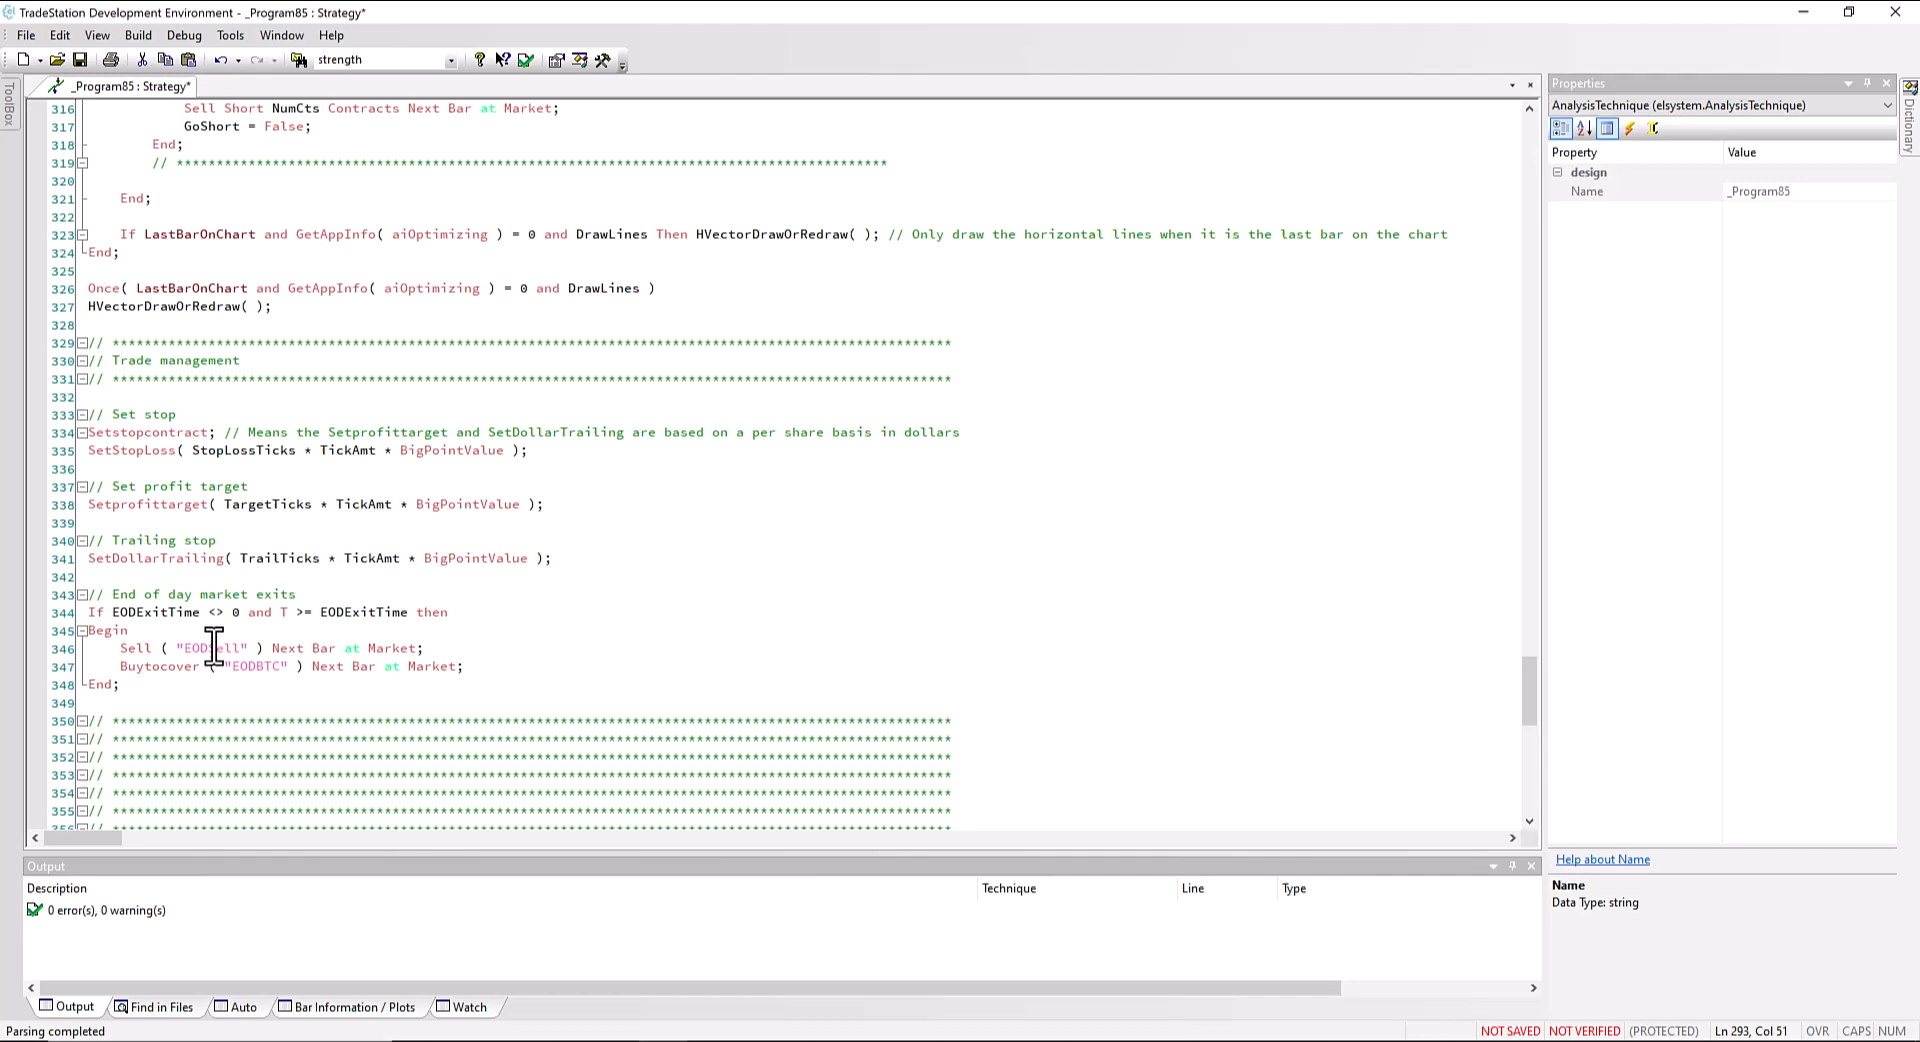 TradeStation Development Environment - _Program85 : Strategy*
File Edit View Build Debug Tools Window Help
strength
ToolBox
_Program85 : Strategy*
316 Sell Short NumCts Contracts Next Bar at Market;
317 GoShort = False;
318 End;
319 // *****************************************************************************************
320
321 End;
322
323 If LastBarOnChart and GetAppInfo( aiOptimizing ) = 0 and DrawLines Then HVectorDrawOrRedraw( ); // Only draw the horizontal lines when it is the last bar on the chart
324 End;
325
326 Once( LastBarOnChart and GetAppInfo( aiOptimizing ) = 0 and DrawLines )
327 HVectorDrawOrRedraw( );
328
329 // *********************************************************************************************************
330 // Trade management
331 // *********************************************************************************************************
332
333 // Set stop
334 Setstopcontract; // Means the Setprofittarget and SetDollarTrailing are based on a per share basis in dollars
335 SetStopLoss( StopLossTicks * TickAmt * BigPointValue );
336
337 // Set profit target
338 Setprofittarget( TargetTicks * TickAmt * BigPointValue );
339
340 // Trailing stop
341 SetDollarTrailing( TrailTicks * TickAmt * BigPointValue );
342
343 // End of day market exits
344 If EODExitTime <> 0 and T >= EODExitTime then
345 Begin
346 Sell ( "EODSell" ) Next Bar at Market;
347 Buytocover ( "EODBTC" ) Next Bar at Market;
348 End;
349
350 // *********************************************************************************************************
351 // *********************************************************************************************************
352 // *********************************************************************************************************
353 // *********************************************************************************************************
354 // *********************************************************************************************************
355 // *********************************************************************************************************
Properties
AnalysisTechnique (elsystem.AnalysisTechnique)
Property Value
design
Name _Program85
Help about Name
Name
Data Type: string
Dictionary
Output
Description Technique Line Type
0 error(s), 0 warning(s)
Output Find in Files Auto Bar Information / Plots Watch
Parsing completed NOT SAVED NOT VERIFIED (PROTECTED) Ln 293, Col 51 OVR CAPS NUM